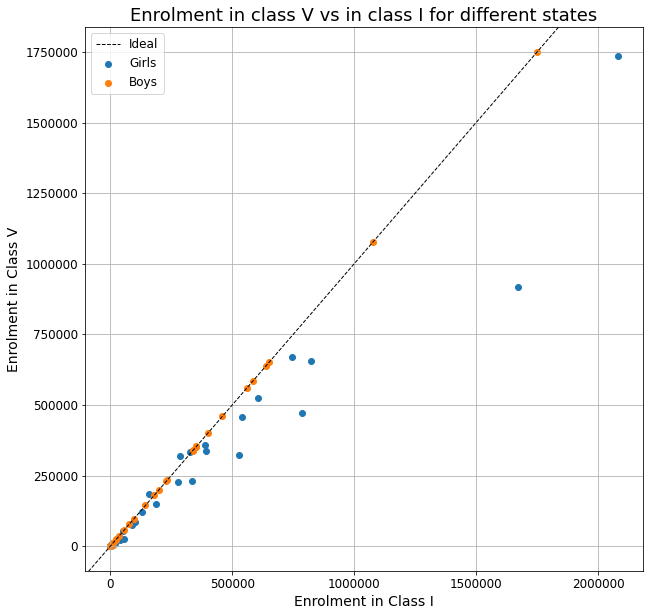 Enrolment in class V vs in class I for different states
Ideal
Girls
Boys
1750000
1500000
1250000
1000000
750000
500000
250000
0
Enrolment in Class V
0 500000 1000000 1500000 2000000
Enrolment in Class I